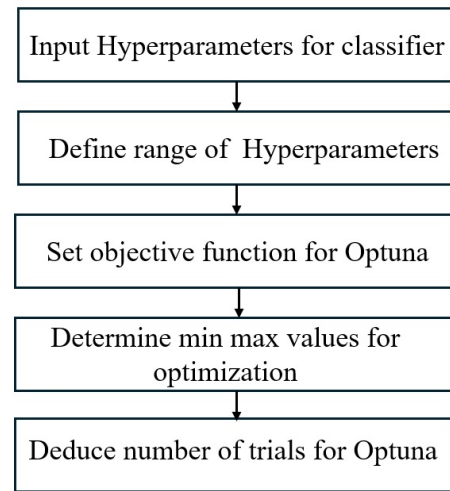 Input Hyperparameters for classifier
Define range of Hyperparameters
Set objective function for Optuna
Determine min max values for
optimization
Deduce number of trials for Optuna